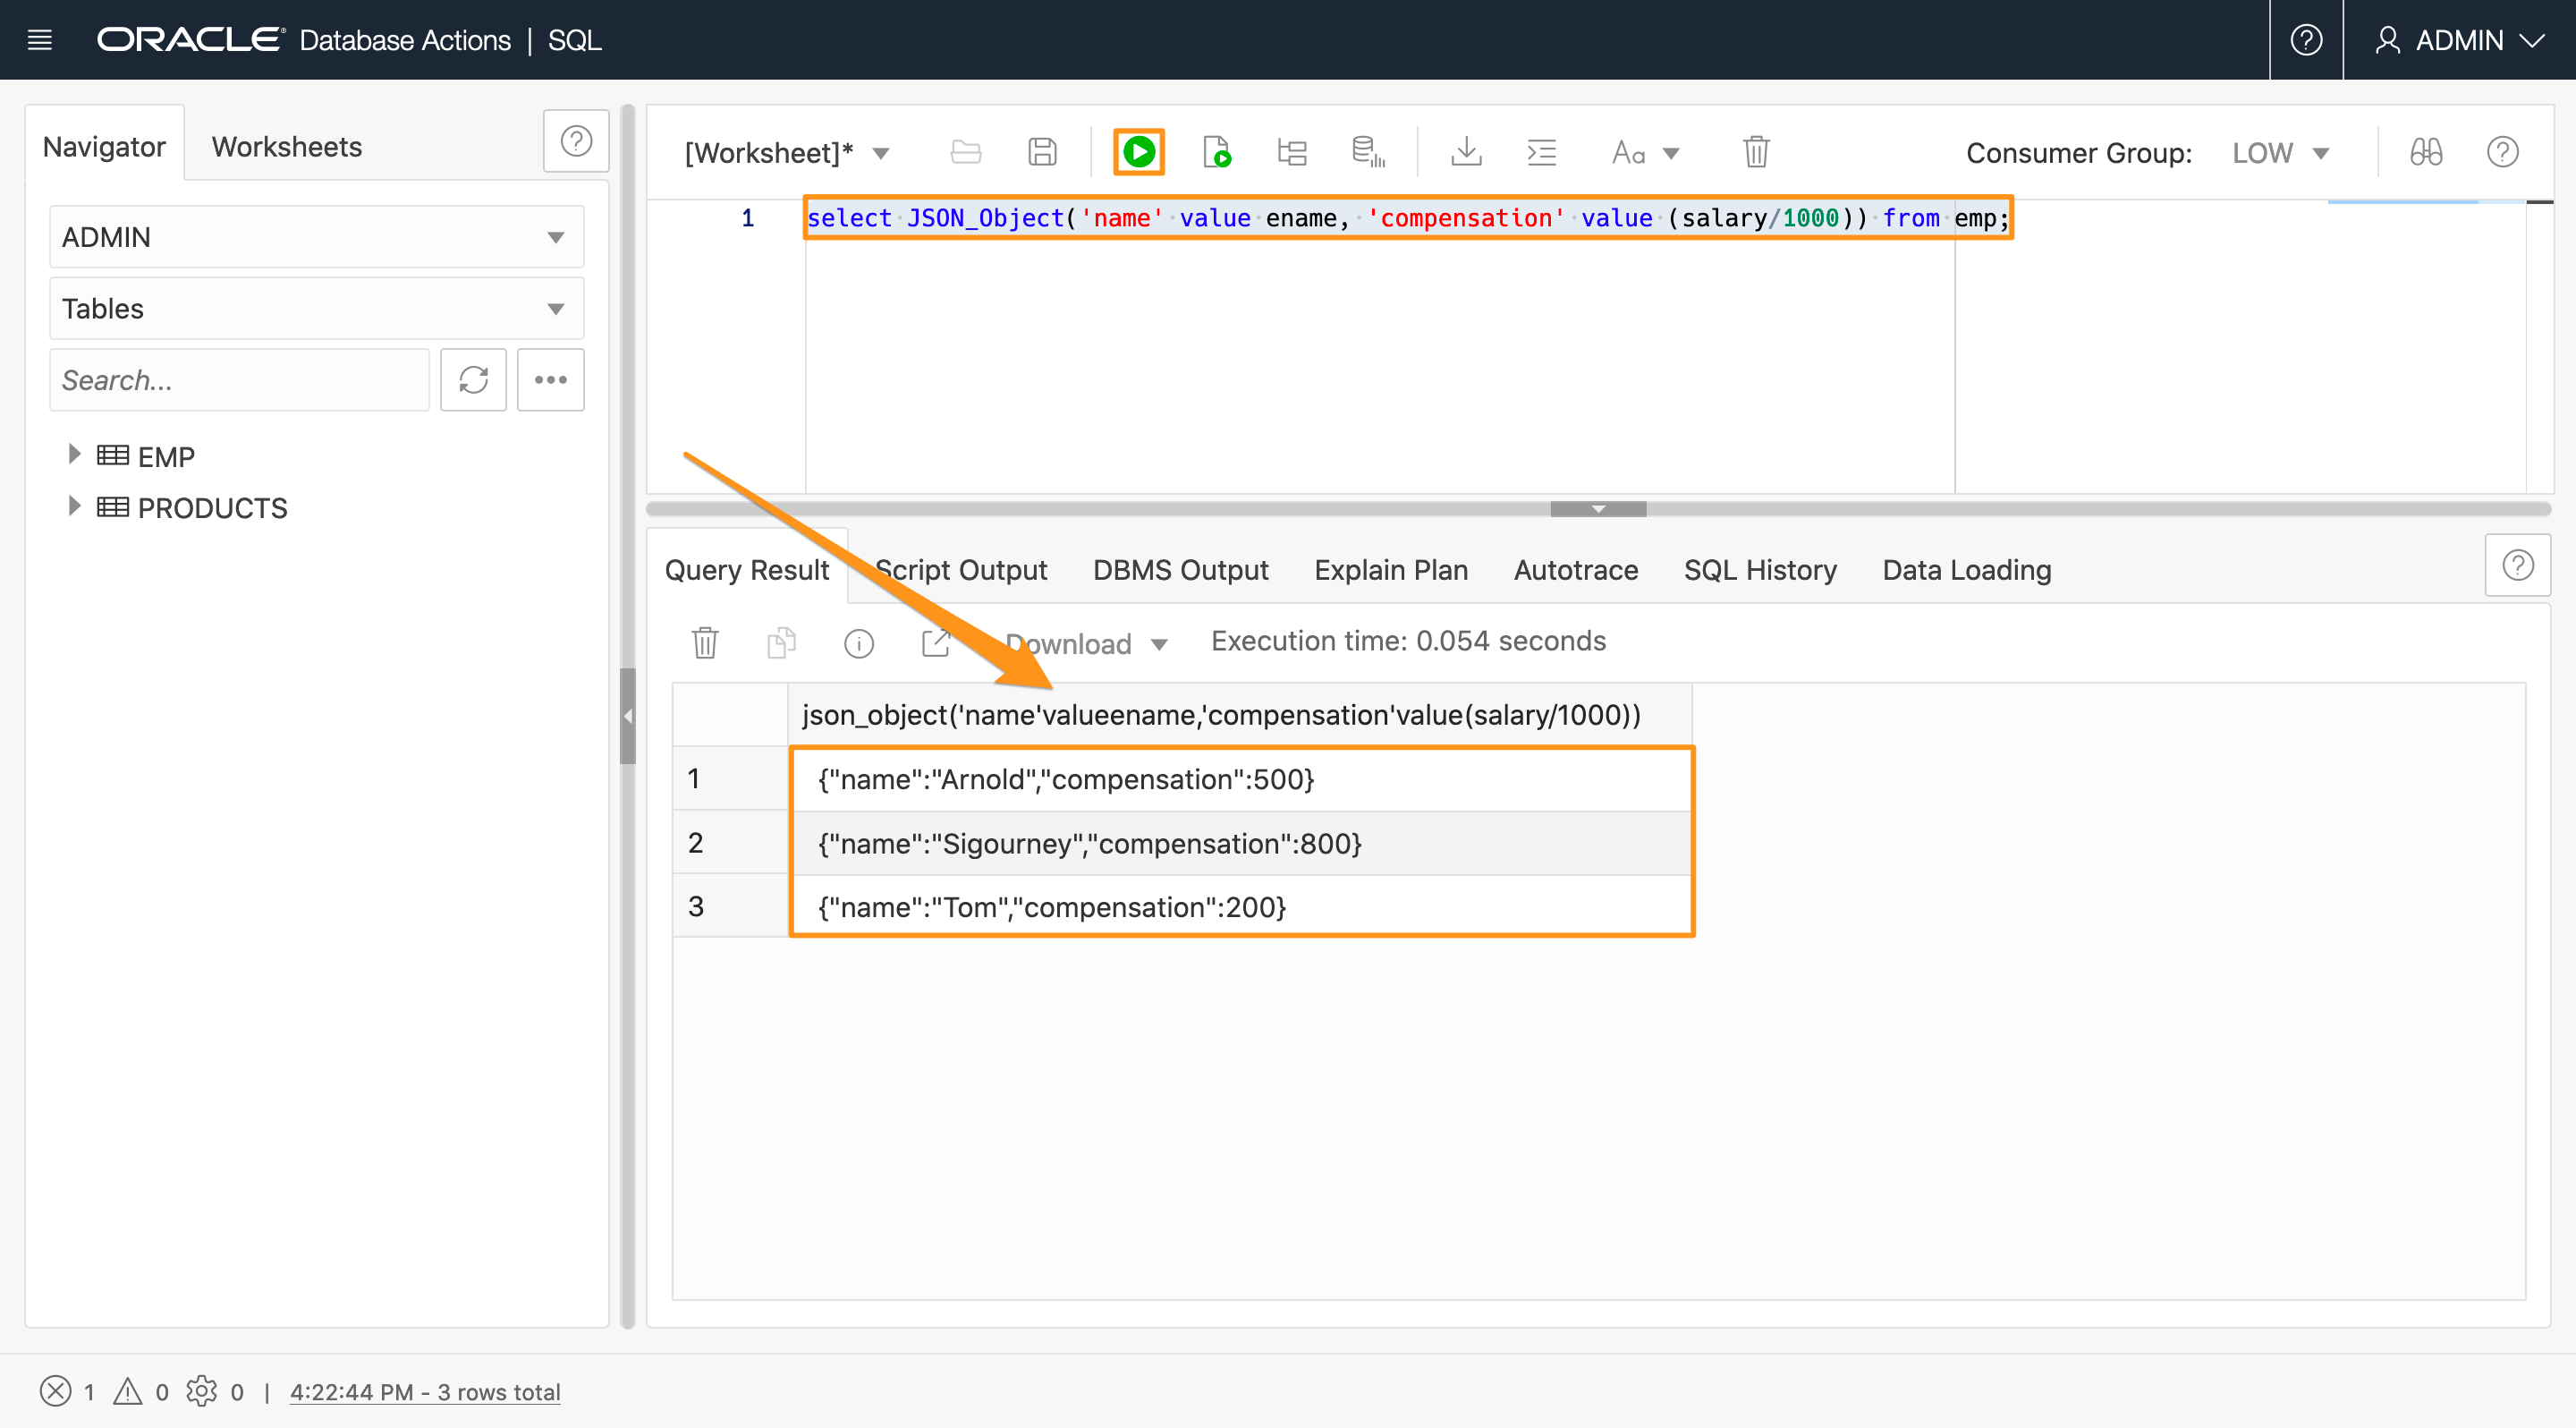 ORACLE Database Actions | SQL
ADMIN
Navigator
Worksheets
ADMIN
Tables
Search...
EMP
PRODUCTS
[Worksheet]*
Aa
Consumer Group: LOW
1 select JSON_Object('name' value ename, 'compensation' value (salary/1000)) from emp;
Query Result
Script Output
DBMS Output
Explain Plan
Autotrace
SQL History
Data Loading
Download
Execution time: 0.054 seconds
json_object('name'valueename,'compensation'value(salary/1000))
1 {"name":"Arnold","compensation":500}
2 {"name":"Sigourney","compensation":800}
3 {"name":"Tom","compensation":200}
1 0 0 | 4:22:44 PM - 3 rows total